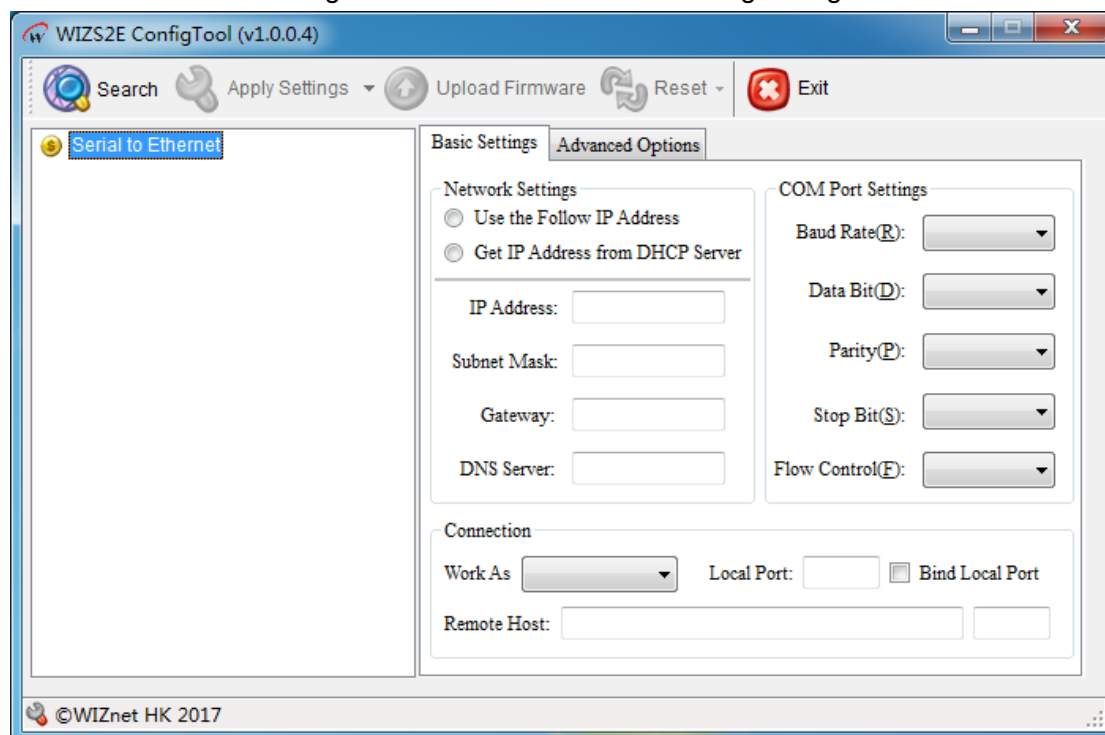 WIZS2E ConfigTool (v1.0.0.4)
Search Apply Settings Upload Firmware Reset Exit
Serial to Ethernet
Basic Settings Advanced Options
Network Settings
Use the Follow IP Address
Get IP Address from DHCP Server
IP Address:
Subnet Mask:
Gateway:
DNS Server:
COM Port Settings
Baud Rate(R):
Data Bit(D):
Parity(P):
Stop Bit(S):
Flow Control(F):
Connection
Work As Local Port: Bind Local Port
Remote Host:
©WIZnet HK 2017